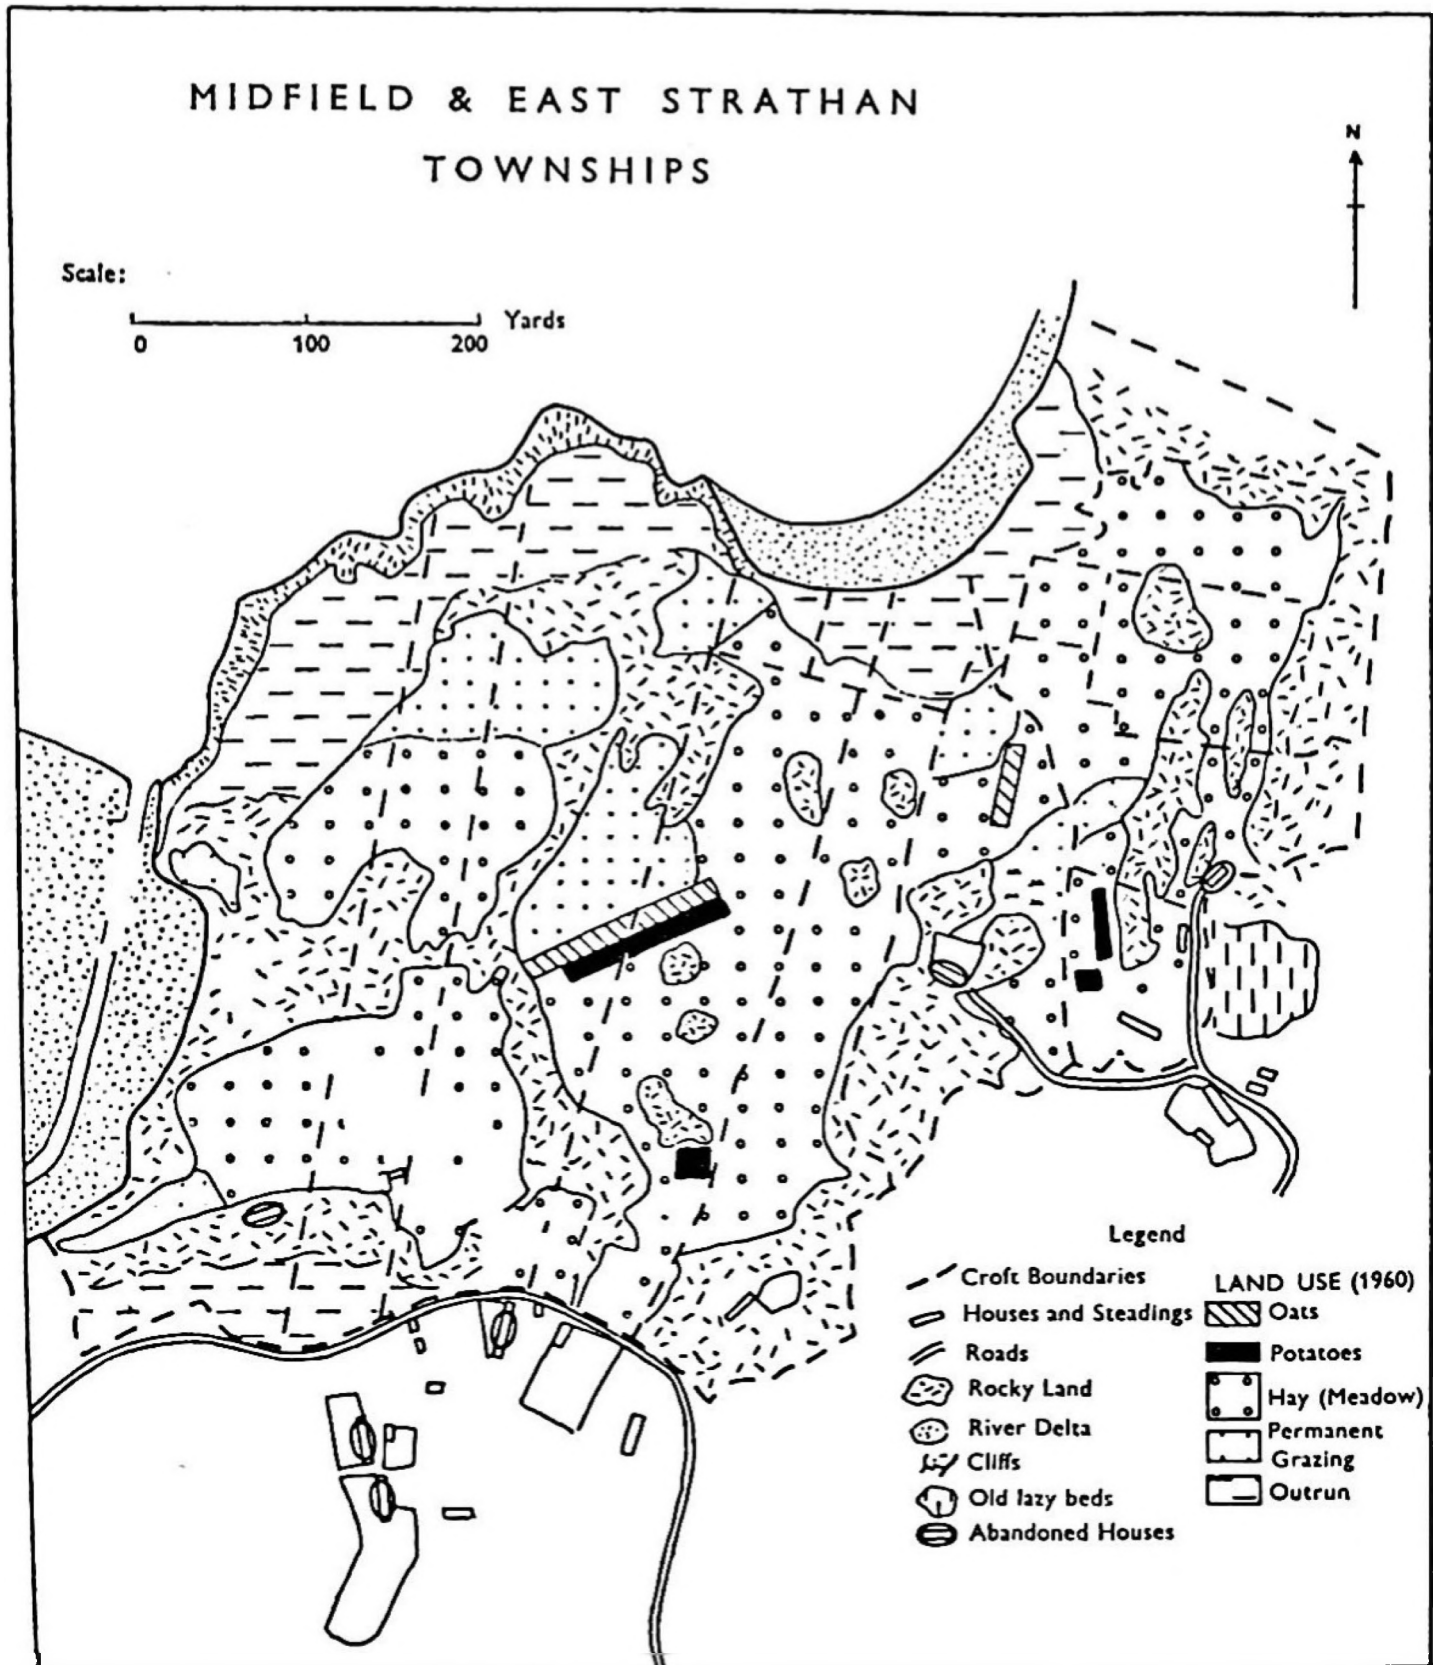 MIDFIELD & EAST STRATHAN
TOWNSHIPS
N
Scale:
Yards
0 100 200
Legend
Croft Boundaries
Houses and Steadings
Roads
Rocky Land
River Delta
Cliffs
Old lazy beds
Abandoned Houses
LAND USE (1960)
Oats
Potatoes
Hay (Meadow)
Permanent
Grazing
Outrun